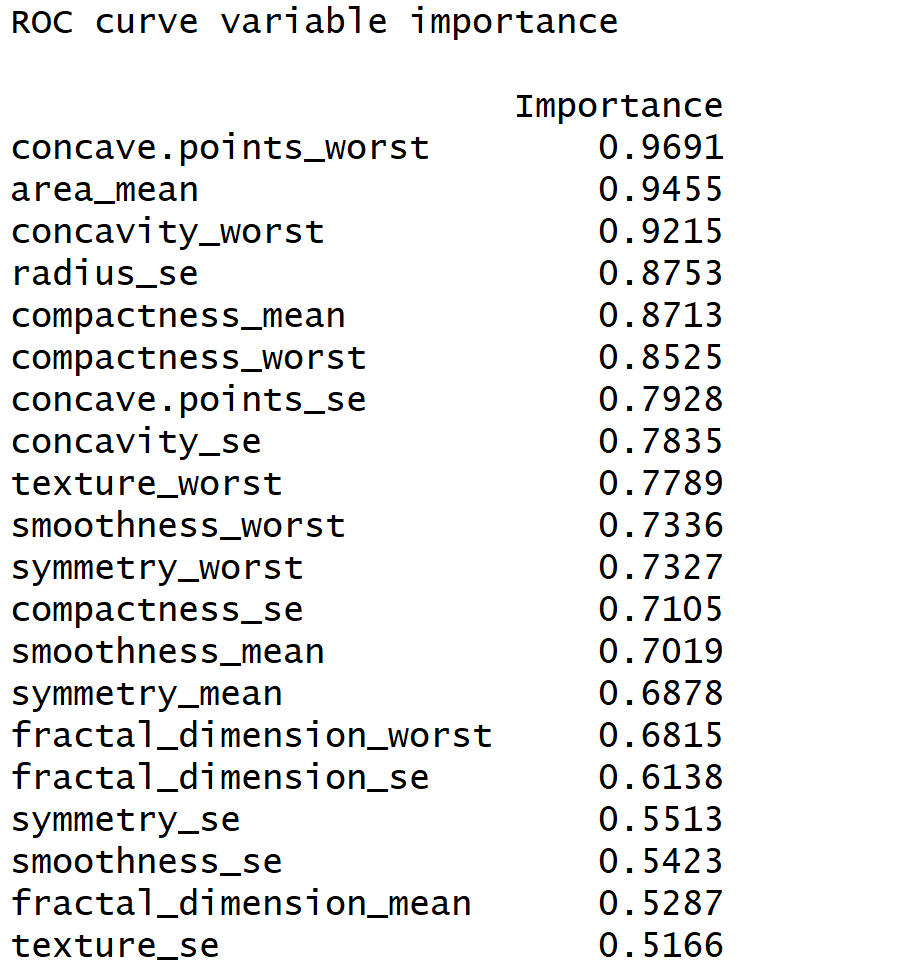 ROC curve variable importance
Importance
concave.points_worst 0.9691
area_mean 0.9455
concavity_worst 0.9215
radius_se 0.8753
compactness_mean 0.8713
compactness_worst 0.8525
concave.points_se 0.7928
concavity_se 0.7835
texture_worst 0.7789
smoothness_worst 0.7336
symmetry_worst 0.7327
compactness_se 0.7105
smoothness_mean 0.7019
symmetry_mean 0.6878
fractal_dimension_worst 0.6815
fractal_dimension_se 0.6138
symmetry_se 0.5513
smoothness_se 0.5423
fractal_dimension_mean 0.5287
texture_se 0.5166